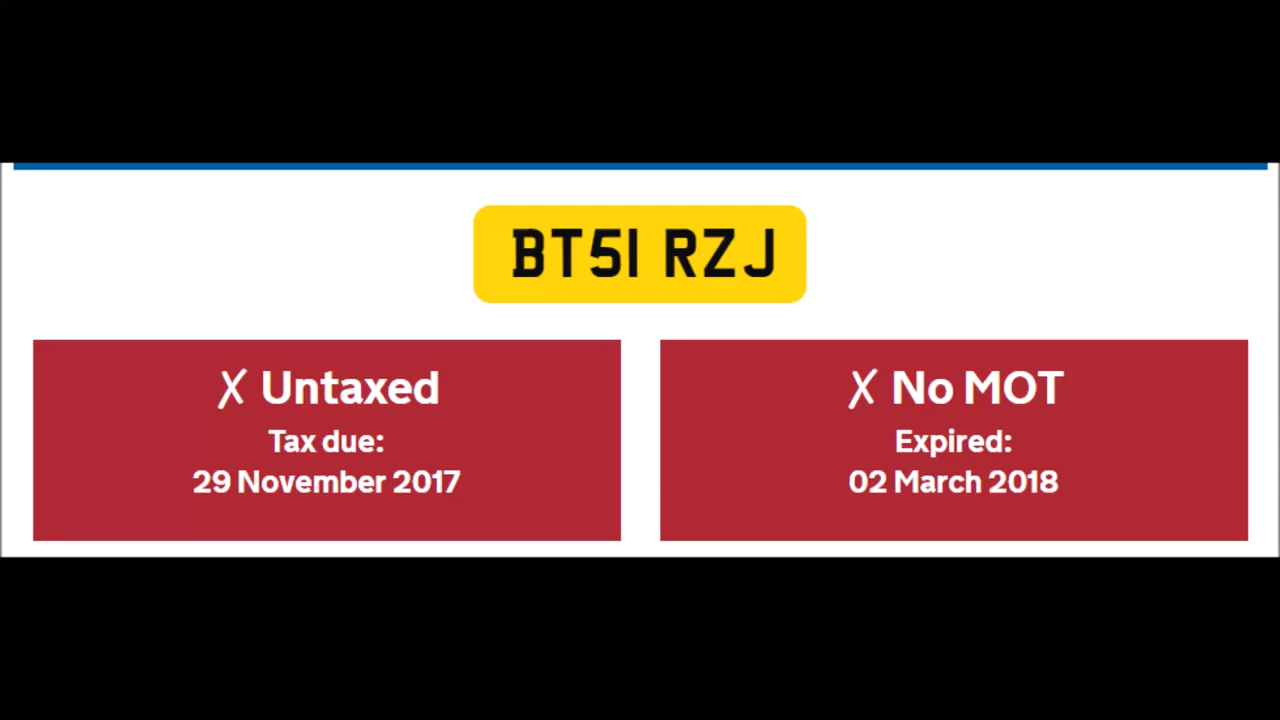 BT51 RZJ
X Untaxed
Tax due:
29 November 2017
X No MOT
Expired:
02 March 2018